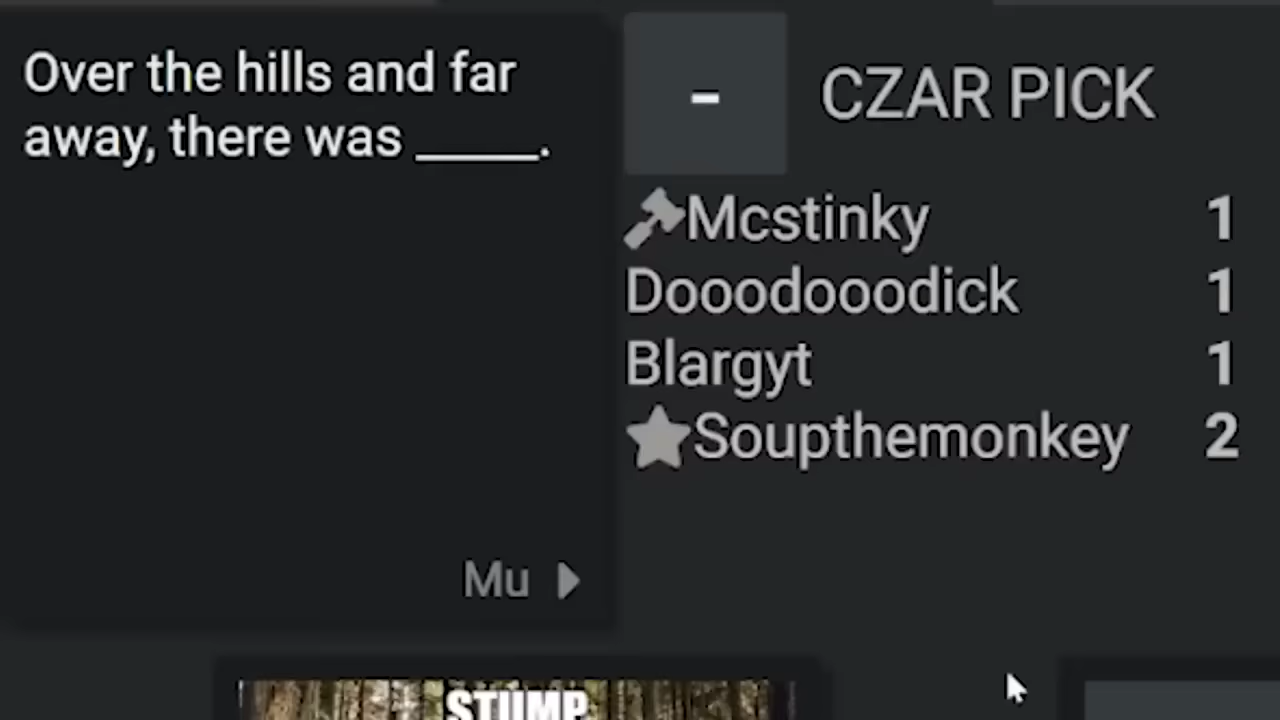 Over the hills and far
away, there was _____.
Mu
-
CZAR PICK
Mcstinky 1
Dooodooodick 1
Blargyt 1
Soupthemonkey 2
STUMP